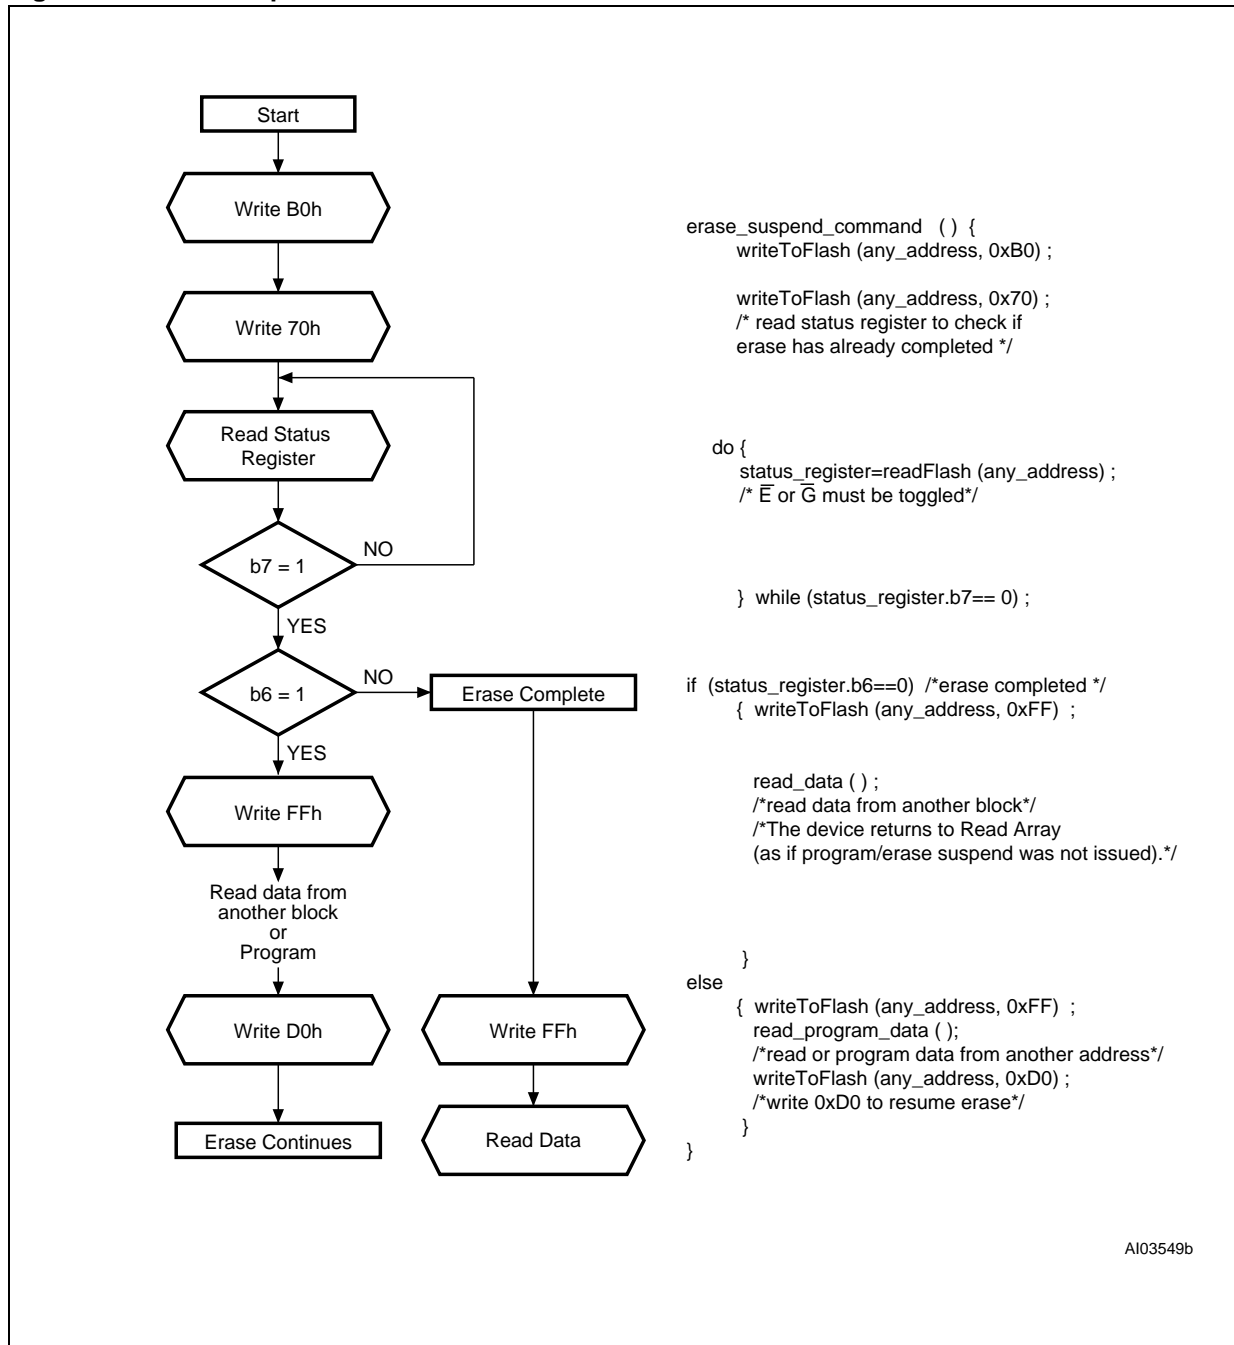 Start
Write B0h
Write 70h
Read Status
Register
b7 = 1
NO
YES
b6 = 1
NO
Erase Complete
YES
Write FFh
Read data from
another block
or
Program
Write D0h
Write FFh
Erase Continues
Read Data
erase_suspend_command ( ) {
writeToFlash (any_address, 0xB0) ;
writeToFlash (any_address, 0x70) ;
/* read status register to check if
erase has already completed */
do {
status_register=readFlash (any_address) ;
/* E̅ or G̅ must be toggled*/
} while (status_register.b7== 0) ;
if (status_register.b6==0) /*erase completed */
{ writeToFlash (any_address, 0xFF) ;
read_data ( ) ;
/*read data from another block*/
/*The device returns to Read Array
(as if program/erase suspend was not issued).*/
}
else
{ writeToFlash (any_address, 0xFF) ;
read_program_data ( );
/*read or program data from another address*/
writeToFlash (any_address, 0xD0) ;
/*write 0xD0 to resume erase*/
}
}
AI03549b